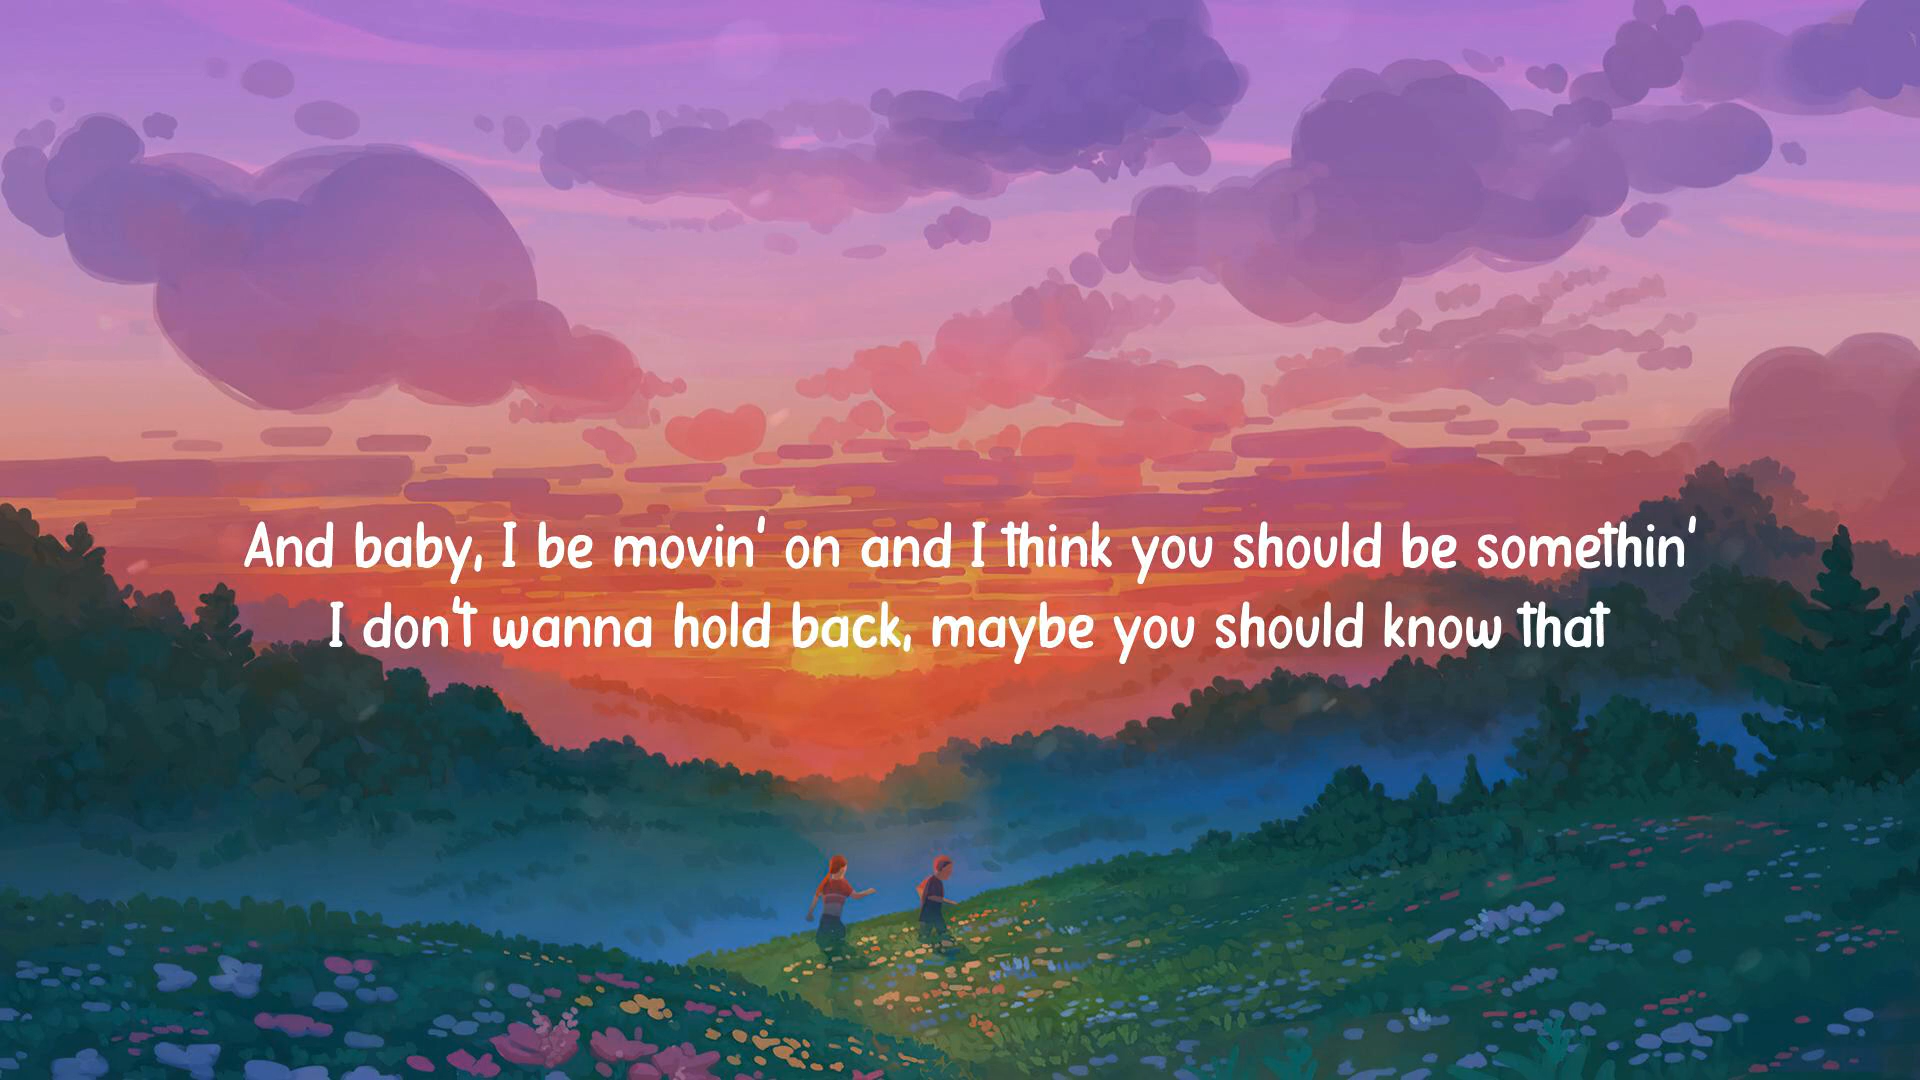 And baby, I be movin' on and I think you should be somethin'
I don't wanna hold back, maybe you should know that